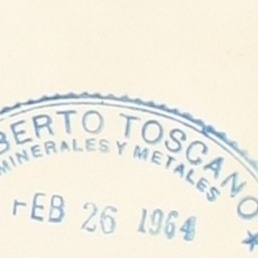 BERTO TOSCANO
MINERALES Y METALES
FEB 26 1964